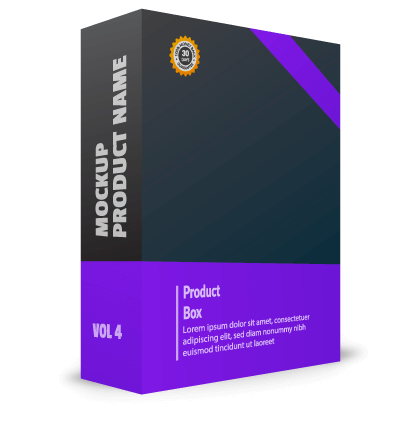 MOCKUP
PRODUCT NAME
VOL 4
30
DAYS
Product
Box
Lorem ipsum dolor sit amet, consectetuer
adipiscing elit, sed diam nonummy nibh
euismod tincidunt ut laoreet